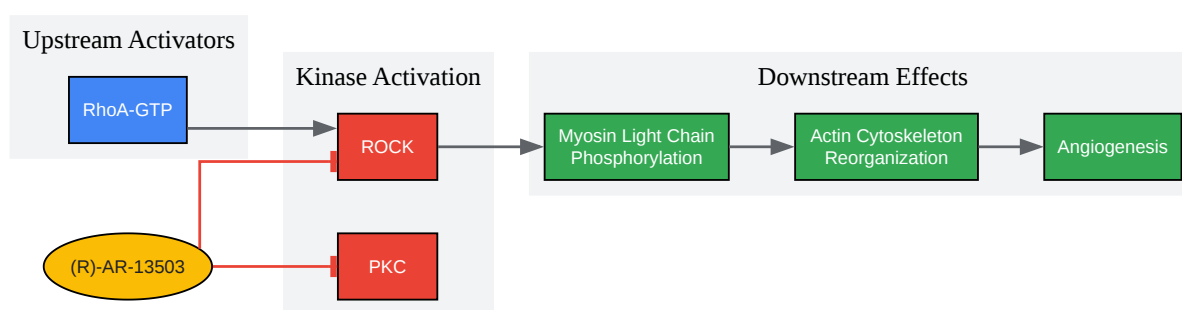 Upstream Activators
RhoA-GTP
Kinase Activation
ROCK
PKC
(R)-AR-13503
Downstream Effects
Myosin Light Chain
Phosphorylation
Actin Cytoskeleton
Reorganization
Angiogenesis